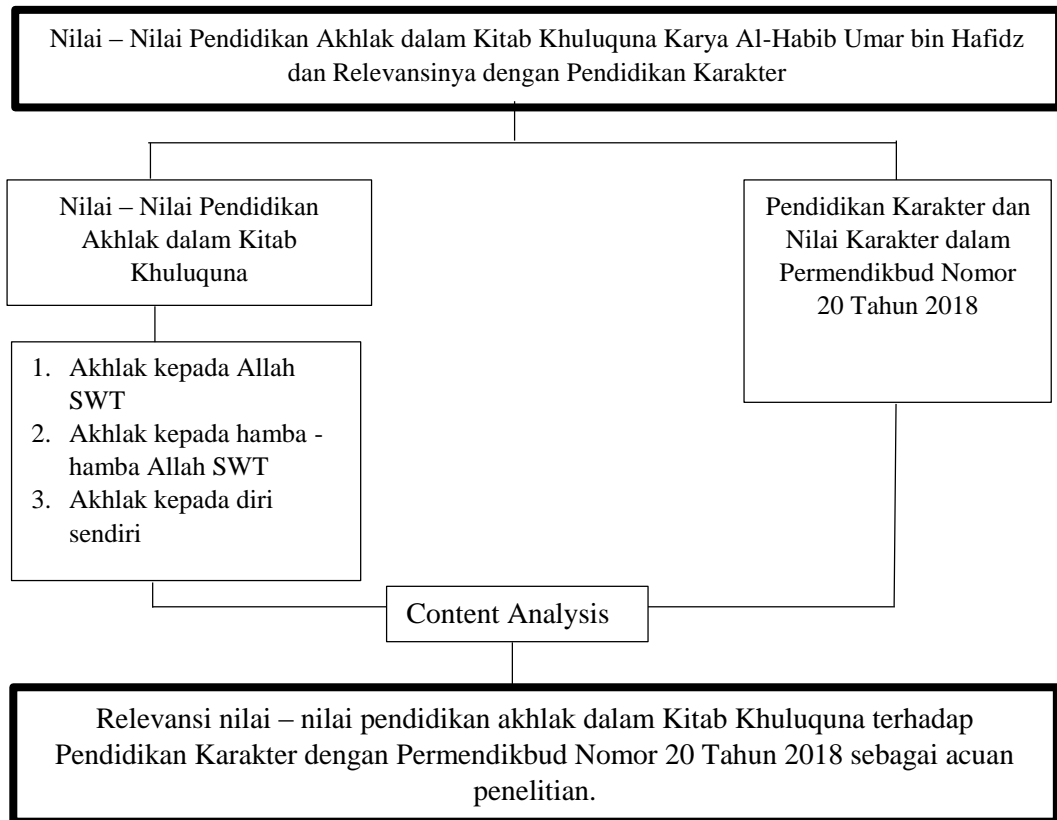 Nilai – Nilai Pendidikan Akhlak dalam Kitab Khuluquna Karya Al-Habib Umar bin Hafidz
dan Relevansinya dengan Pendidikan Karakter
Nilai – Nilai Pendidikan
Akhlak dalam Kitab
Khuluquna
Pendidikan Karakter dan
Nilai Karakter dalam
Permendikbud Nomor
20 Tahun 2018
1. Akhlak kepada Allah
SWT
2. Akhlak kepada hamba -
hamba Allah SWT
3. Akhlak kepada diri
sendiri
Content Analysis
Relevansi nilai – nilai pendidikan akhlak dalam Kitab Khuluquna terhadap
Pendidikan Karakter dengan Permendikbud Nomor 20 Tahun 2018 sebagai acuan
penelitian.